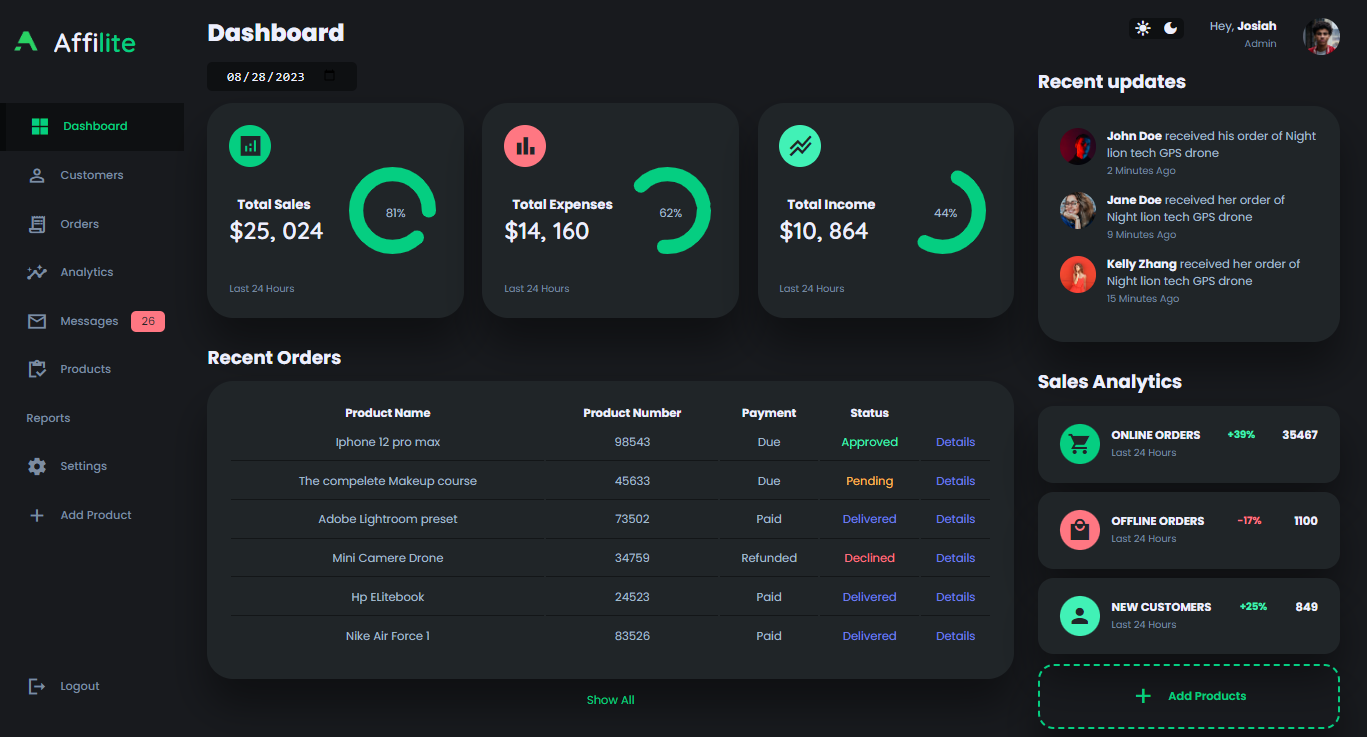 Affilite
Dashboard
Customers
Orders
Analytics
Messages 26
Products
Reports
Settings
Add Product
Logout
Dashboard
08/28/2023
Total Sales
$25, 024
81%
Last 24 Hours
Total Expenses
$14, 160
62%
Last 24 Hours
Total Income
$10, 864
44%
Last 24 Hours
Recent Orders
Product Name Product Number Payment Status
Iphone 12 pro max 98543 Due Approved Details
The compelete Makeup course 45633 Due Pending Details
Adobe Lightroom preset 73502 Paid Delivered Details
Mini Camere Drone 34759 Refunded Declined Details
Hp ELitebook 24523 Paid Delivered Details
Nike Air Force 1 83526 Paid Delivered Details
Show All
Hey, Josiah
Admin
Recent updates
John Doe received his order of Night
lion tech GPS drone
2 Minutes Ago
Jane Doe received her order of
Night lion tech GPS drone
9 Minutes Ago
Kelly Zhang received her order of
Night lion tech GPS drone
15 Minutes Ago
Sales Analytics
ONLINE ORDERS +39% 35467
Last 24 Hours
OFFLINE ORDERS -17% 1100
Last 24 Hours
NEW CUSTOMERS +25% 849
Last 24 Hours
Add Products